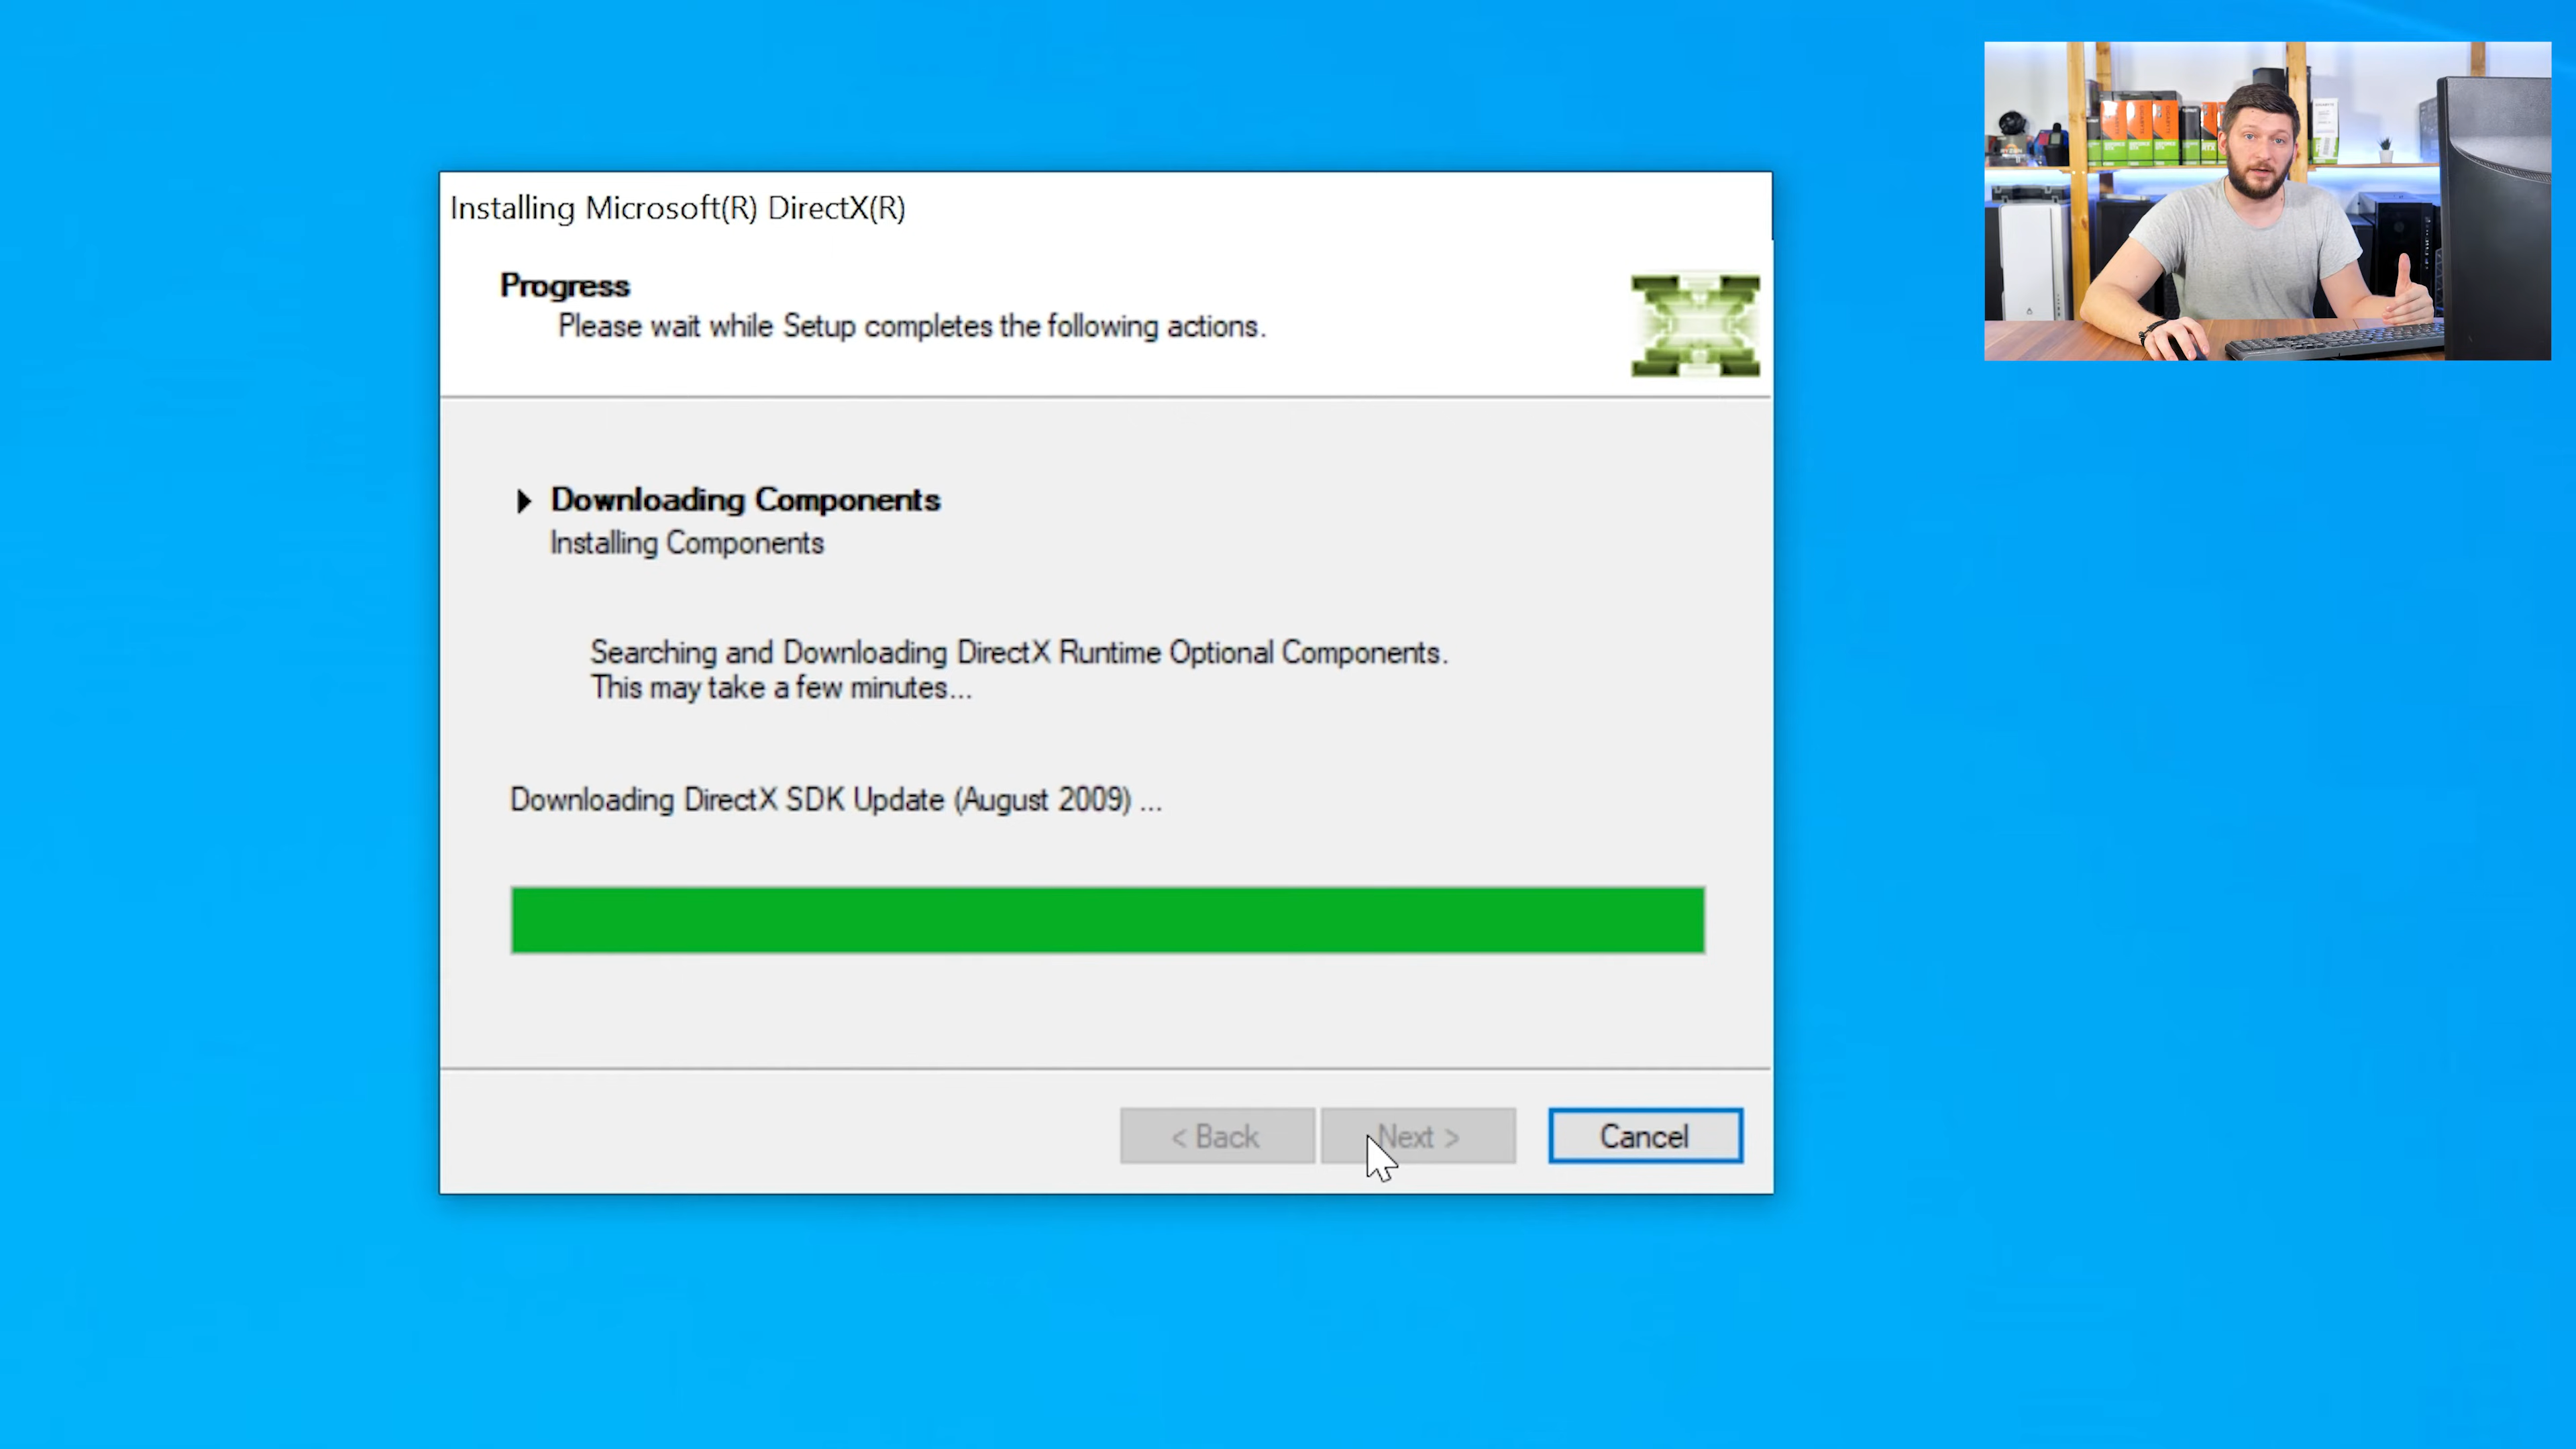 Installing Microsoft(R) DirectX(R)
Progress
Please wait while Setup completes the following actions.
Downloading Components
Installing Components
Searching and Downloading DirectX Runtime Optional Components.
This may take a few minutes...
Downloading DirectX SDK Update (August 2009) ...
< Back
Next >
Cancel